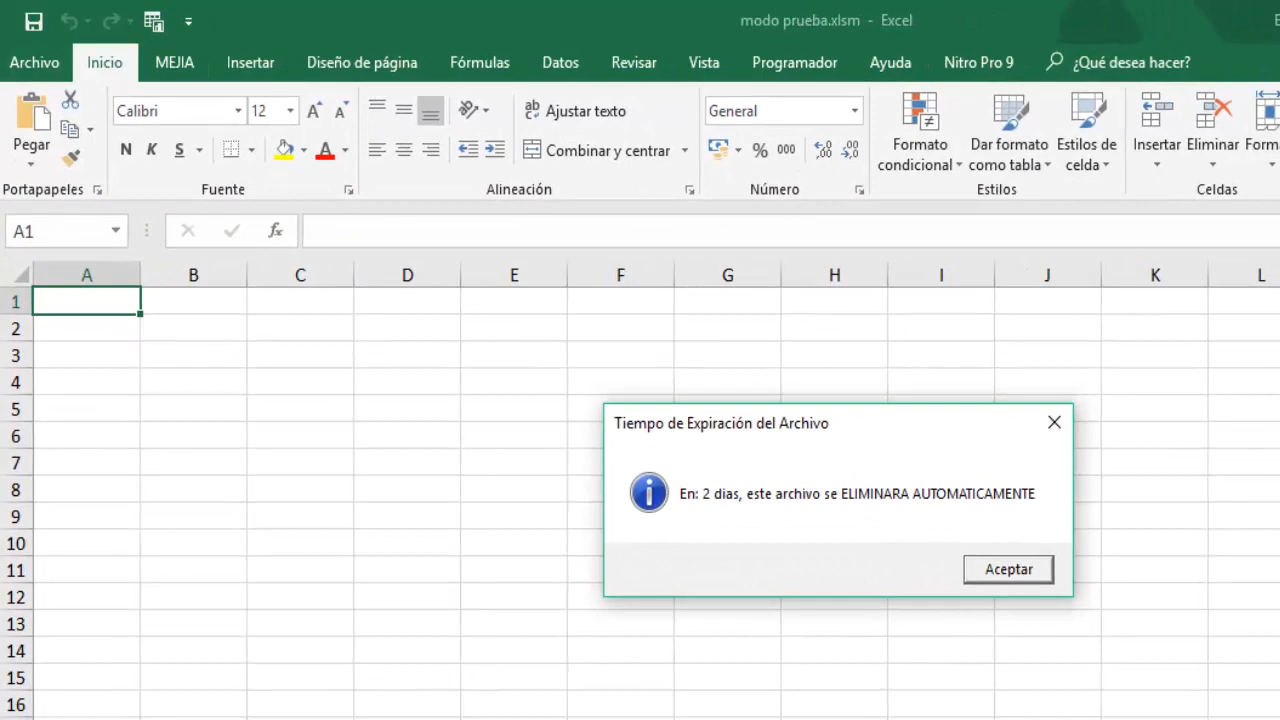 modo prueba.xlsm - Excel
Archivo Inicio MEJIA Insertar Diseño de página Fórmulas Datos Revisar Vista Programador Ayuda Nitro Pro 9 ¿Qué desea hacer?
Calibri 12 Ajustar texto General
Pegar N K S Combinar y centrar % 000
Formato condicional
Dar formato como tabla
Estilos de celda
Insertar Eliminar
Portapapeles Fuente Alineación Número Estilos Celdas
A1 fx
A B C D E F G H I J K L
1
2
3
4
5
6
7
8
9
10
11
12
13
14
15
16
Tiempo de Expiración del Archivo
En: 2 dias, este archivo se ELIMINARA AUTOMATICAMENTE
Aceptar